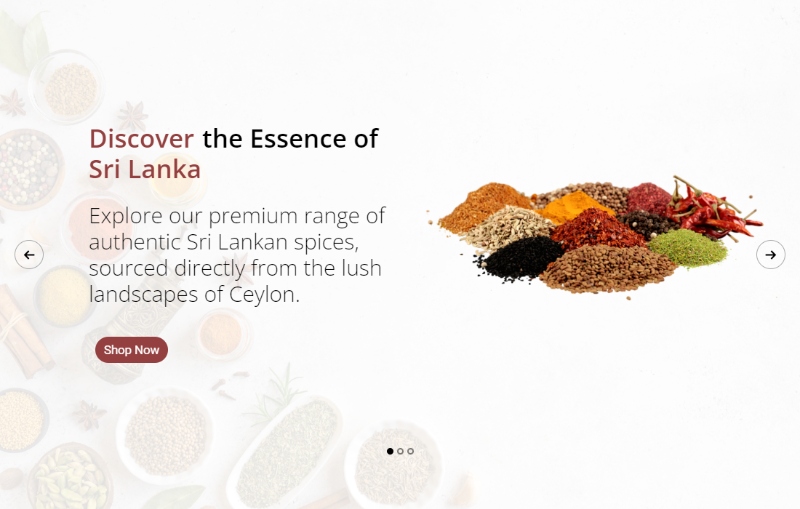 Discover the Essence of
Sri Lanka
Explore our premium range of
authentic Sri Lankan spices,
sourced directly from the lush
landscapes of Ceylon.
Shop Now